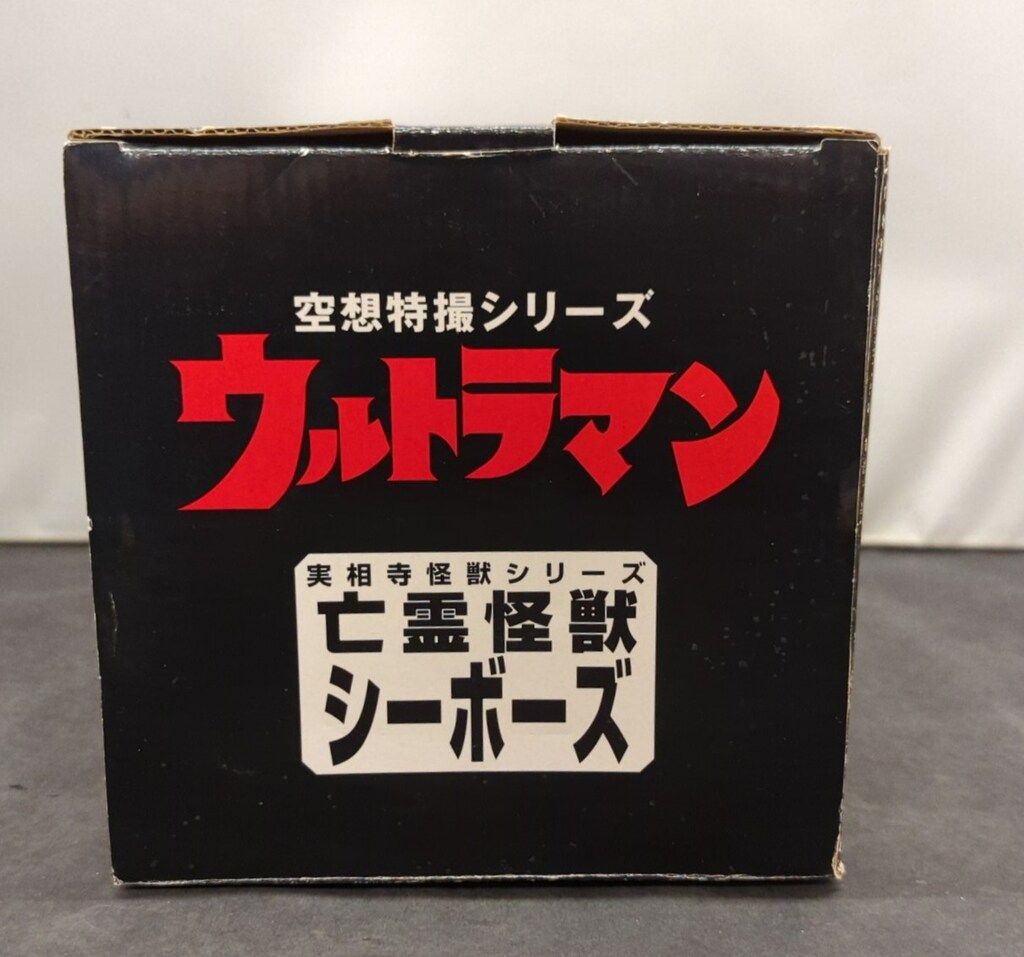 空想特撮シリーズ
ウルトラマン
実相寺怪獣シリーズ
亡霊怪獣
シーボーズ